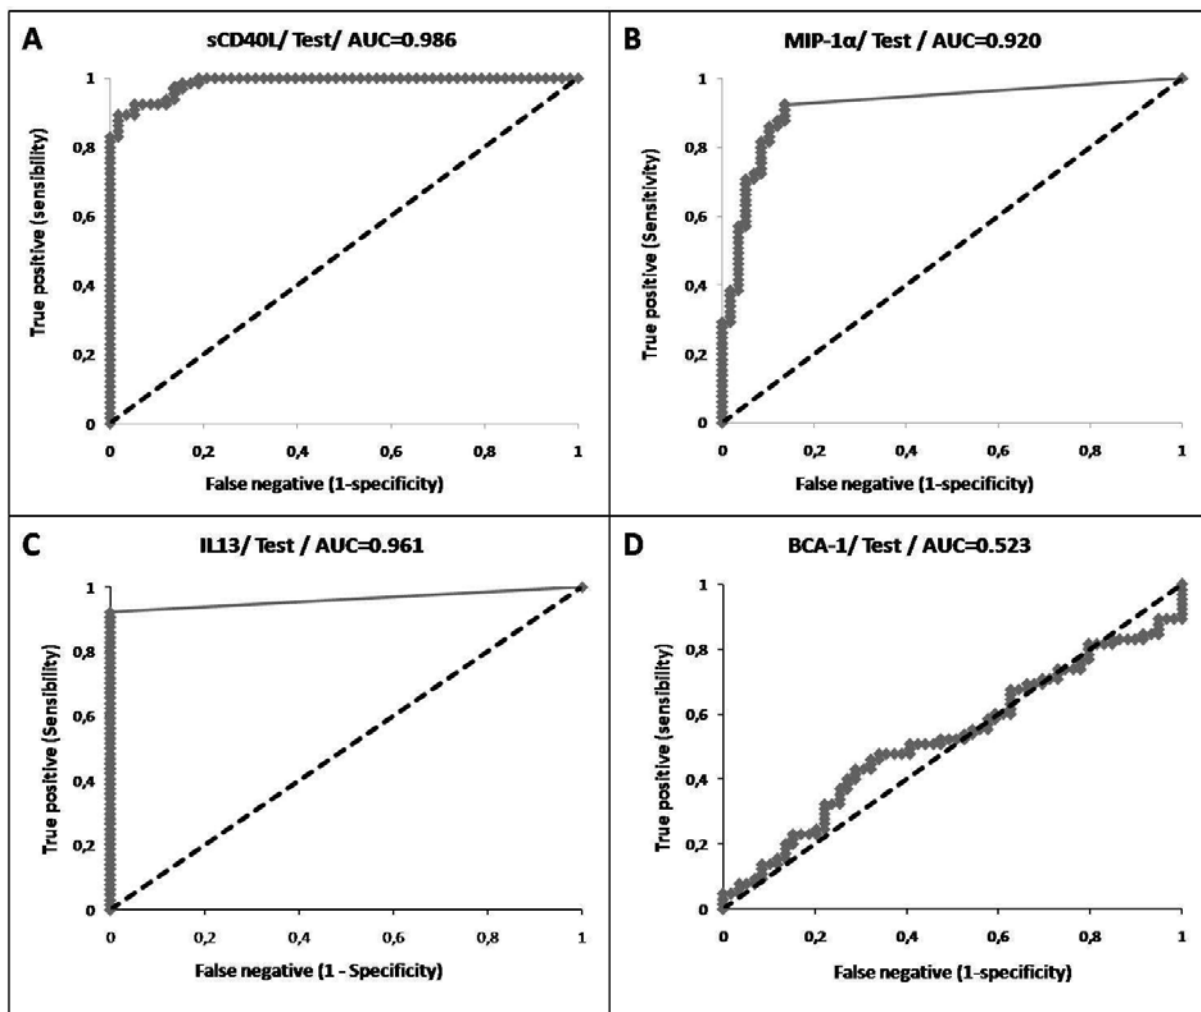 A
sCD40L/ Test/ AUC=0.986
True positive (sensibility)
1
0,8
0,6
0,4
0,2
0
0 0,2 0,4 0,6 0,8 1
False negative (1-specificity)
B
MIP-1α/ Test / AUC=0.920
True positive (Sensitivity)
1
0,8
0,6
0,4
0,2
0
0 0,2 0,4 0,6 0,8 1
False negative (1-specificity)
C
IL13/ Test / AUC=0.961
True positive (Sensibility)
1
0,8
0,6
0,4
0,2
0
0 0,2 0,4 0,6 0,8 1
False negative (1 - Specificity)
D
BCA-1/ Test / AUC=0.523
True positive (sensibility)
1
0,8
0,6
0,4
0,2
0
0 0,2 0,4 0,6 0,8 1
False negative (1-specificity)